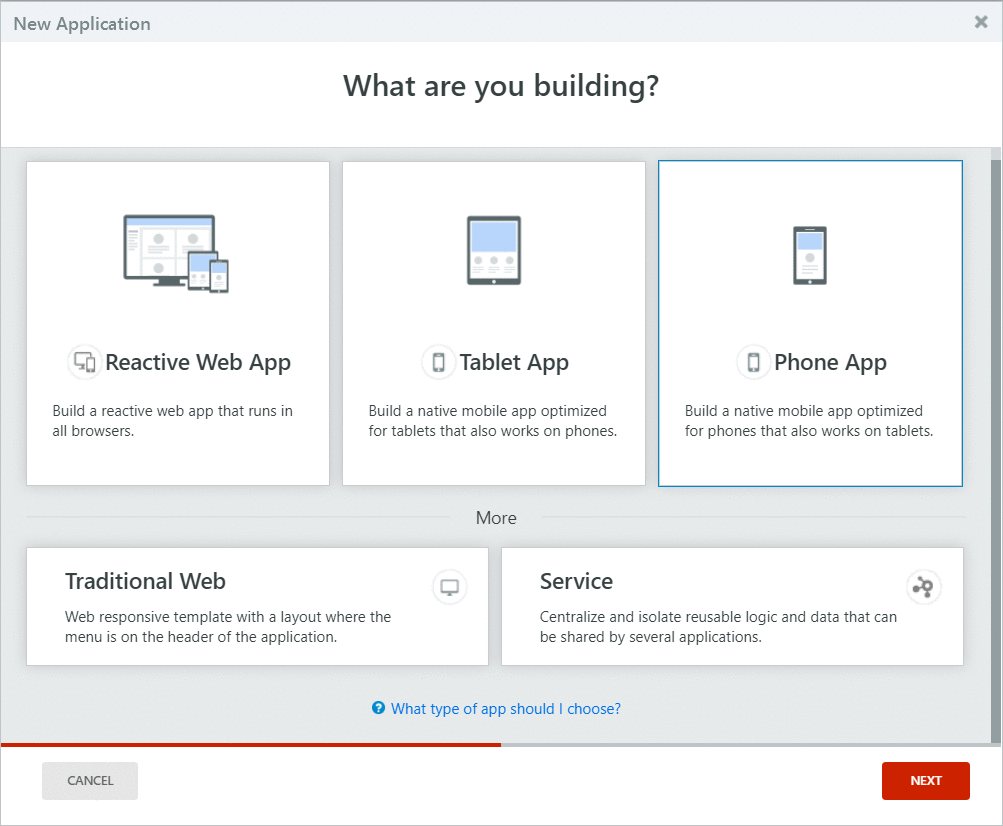 New Application
What are you building?
Reactive Web App
Build a reactive web app that runs in
all browsers.
Tablet App
Build a native mobile app optimized
for tablets that also works on phones.
Phone App
Build a native mobile app optimized
for phones that also works on tablets.
More
Traditional Web
Web responsive template with a layout where the
menu is on the header of the application.
Service
Centralize and isolate reusable logic and data that can
be shared by several applications.
What type of app should I choose?
CANCEL
NEXT